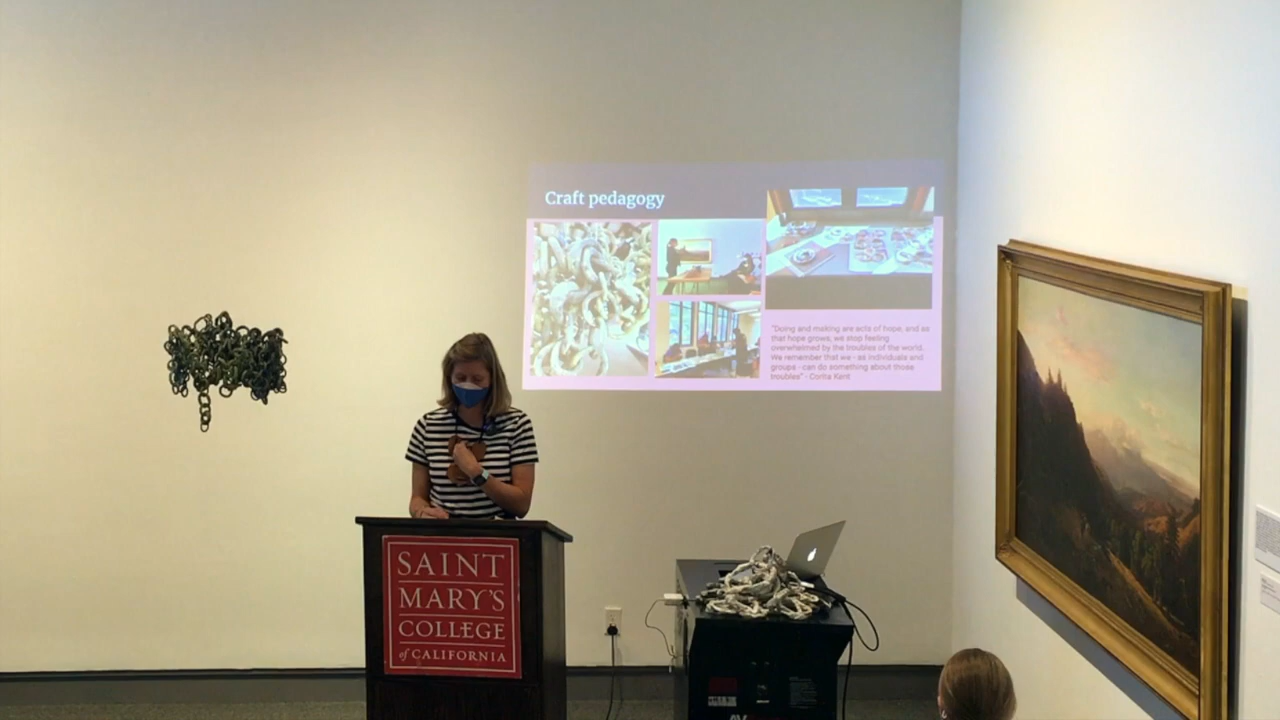 Craft pedagogy
"Doing and making are acts of hope, and as
that hope grows, we stop feeling
overwhelmed by the troubles of the world.
We remember that we - as individuals and
groups - can do something about those
troubles" - Corita Kent
SAINT
MARY'S
COLLEGE
of CALIFORNIA
AV